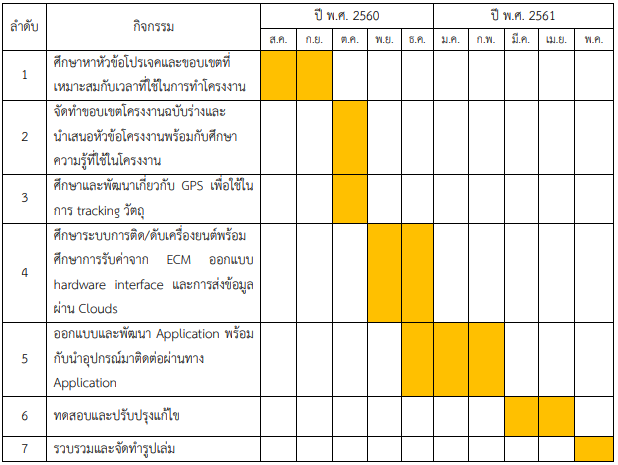 ลำดับ กิจกรรม ปี พ.ศ. 2560 ปี พ.ศ. 2561
ส.ค. ก.ย. ต.ค. พ.ย. ธ.ค. ม.ค. ก.พ. มี.ค. เม.ย. พ.ค.
1 ศึกษาหาหัวข้อโปรเจคและขอบเขตที่
เหมาะสมกับเวลาที่ใช้ในการทำโครงงาน
2 จัดทำขอบเขตโครงงานฉบับร่างและ
นำเสนอหัวข้อโครงงานพร้อมกับศึกษา
ความรู้ที่ใช้ในโครงงาน
3 ศึกษาและพัฒนาเกี่ยวกับ GPS เพื่อใช้ใน
การ tracking วัตถุ
4 ศึกษาระบบการติด/ดับเครื่องยนต์พร้อม
ศึกษาการรับค่าจาก ECM ออกแบบ
hardware interface และการส่งข้อมูล
ผ่าน Clouds
5 ออกแบบและพัฒนา Application พร้อม
กับนำอุปกรณ์มาติดต่อผ่านทาง
Application
6 ทดสอบและปรับปรุงแก้ไข
7 รวบรวมและจัดทำรูปเล่ม